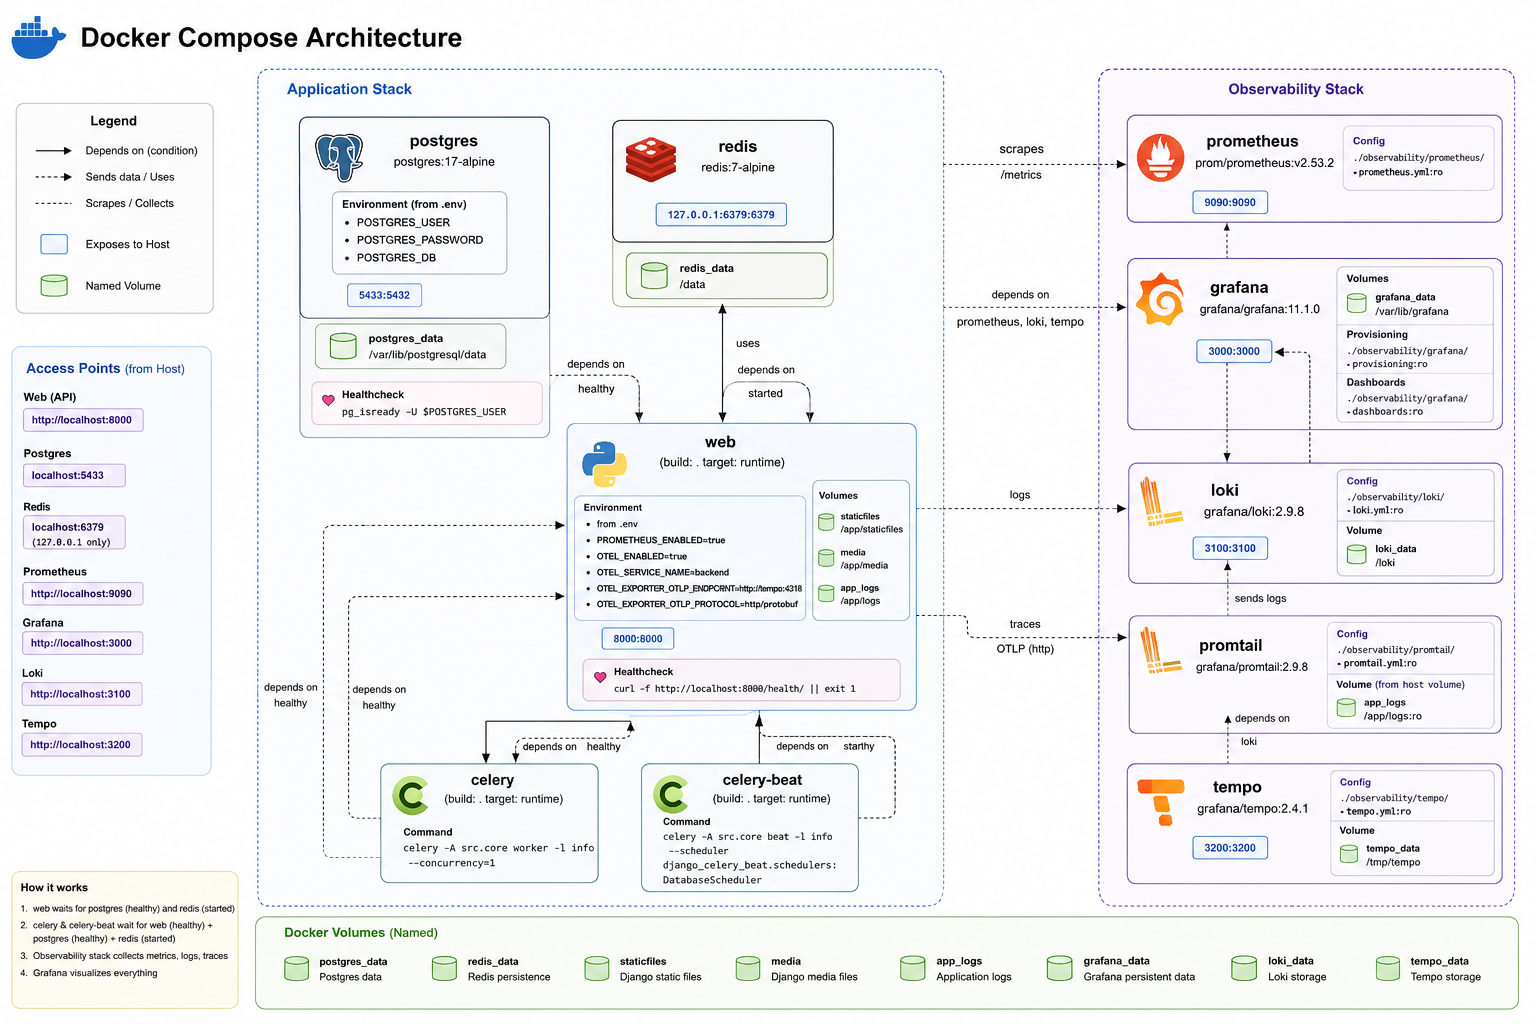 Docker Compose Architecture
Legend
Depends on (condition)
Sends data / Uses
Scrapes / Collects
Exposes to Host
Named Volume
Access Points (from Host)
Web (API)
http://localhost:8000
Postgres
localhost:5433
Redis
localhost:6379
(127.0.0.1 only)
Prometheus
http://localhost:9090
Grafana
http://localhost:3000
Loki
http://localhost:3100
Tempo
http://localhost:3200
How it works
1. web waits for postgres (healthy) and redis (started)
2. celery & celery-beat wait for web (healthy) +
postgres (healthy) + redis (started)
3. Observability stack collects metrics, logs, traces
4. Grafana visualizes everything
Application Stack
postgres
postgres:17-alpine
Environment (from .env)
• POSTGRES_USER
• POSTGRES_PASSWORD
• POSTGRES_DB
5433:5432
postgres_data
/var/lib/postgresql/data
Healthcheck
pg_isready -U $POSTGRES_USER
redis
redis:7-alpine
127.0.0.1:6379:6379
redis_data
/data
uses
depends on
healthy
depends on
started
web
(build: . target: runtime)
Environment
• from .env
• PROMETHEUS_ENABLED=true
• OTEL_ENABLED=true
• OTEL_SERVICE_NAME=backend
• OTEL_EXPORTER_OTLP_ENDPCRNT=http://tempo:4318
• OTEL_EXPORTER_OTLP_PROTOCOL=http/protobuf
8000:8000
Volumes
staticfiles
/app/staticfiles
media
/app/media
app_logs
/app/logs
Healthcheck
curl -f http://localhost:8000/health/ || exit 1
depends on
healthy
depends on
healthy
depends on healthy
depends on starthy
celery
(build: . target: runtime)
Command
celery -A src.core worker -l info
--concurrency=1
celery-beat
(build: . target: runtime)
Command
celery -A src.core beat -l info
--scheduler
django_celery_beat.schedulers:
DatabaseScheduler
scrapes
/metrics
depends on
prometheus, loki, tempo
logs
traces
OTLP (http)
Observability Stack
prometheus
prom/prometheus:v2.53.2
9090:9090
Config
./observability/prometheus/
• prometheus.yml:ro
grafana
grafana/grafana:11.1.0
3000:3000
Volumes
grafana_data
/var/lib/grafana
Provisioning
./observability/grafana/
• provisioning:ro
Dashboards
./observability/grafana/
• dashboards:ro
loki
grafana/loki:2.9.8
3100:3100
Config
./observability/loki/
• loki.yml:ro
Volume
loki_data
/loki
sends logs
promtail
grafana/promtail:2.9.8
Config
./observability/promtail/
• promtail.yml:ro
Volume (from host volume)
app_logs
/app/logs:ro
depends on
loki
tempo
grafana/tempo:2.4.1
3200:3200
Config
./observability/tempo/
• tempo.yml:ro
Volume
tempo_data
/tmp/tempo
Docker Volumes (Named)
postgres_data
Postgres data
redis_data
Redis persistence
staticfiles
Django static files
media
Django media files
app_logs
Application logs
grafana_data
Grafana persistent data
loki_data
Loki storage
tempo_data
Tempo storage